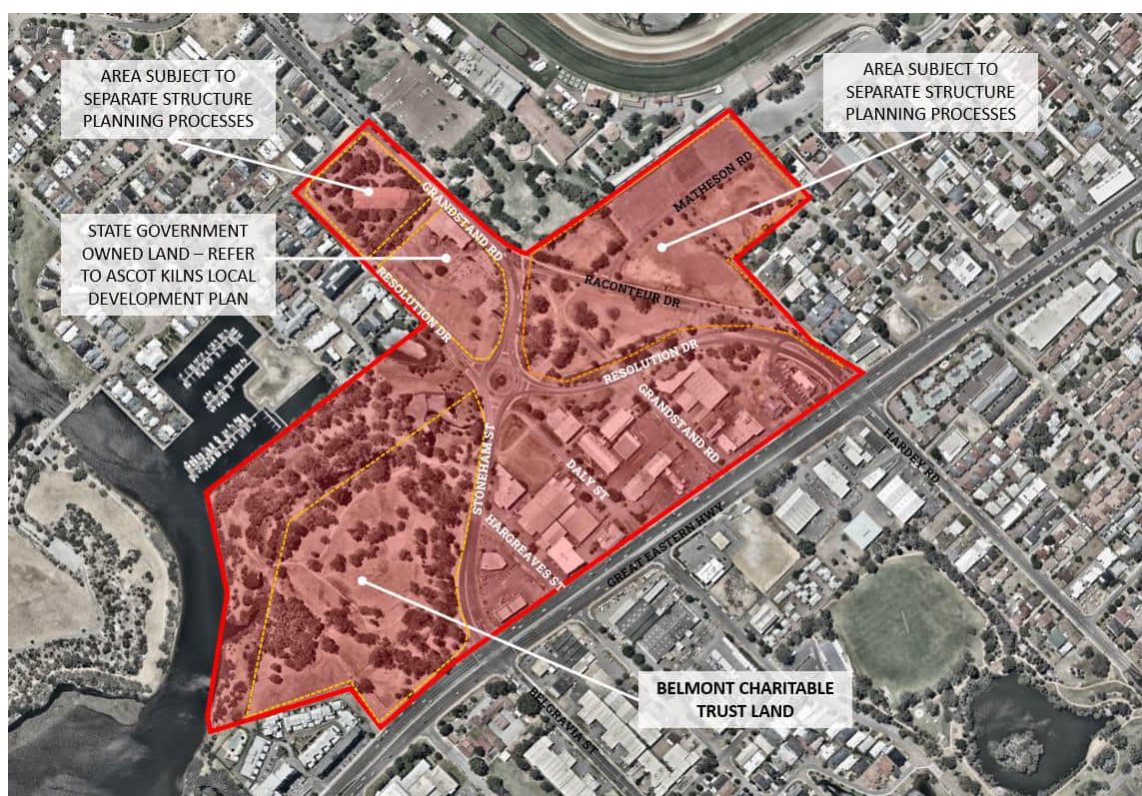 AREA SUBJECT TO
SEPARATE STRUCTURE
PLANNING PROCESSES
AREA SUBJECT TO
SEPARATE STRUCTURE
PLANNING PROCESSES
STATE GOVERNMENT
OWNED LAND – REFER
TO ASCOT KILNS LOCAL
DEVELOPMENT PLAN
GRANDSTAND RD
MATHESON RD
RESOLUTION DR
RACONTEUR DR
RESOLUTION DR
GRANDSTAND RD
STONEHAM ST
DALY ST
HARGREAVES ST
GREAT EASTERN HWY
HARDEY RD
BELGRAVIA ST
BELMONT CHARITABLE
TRUST LAND